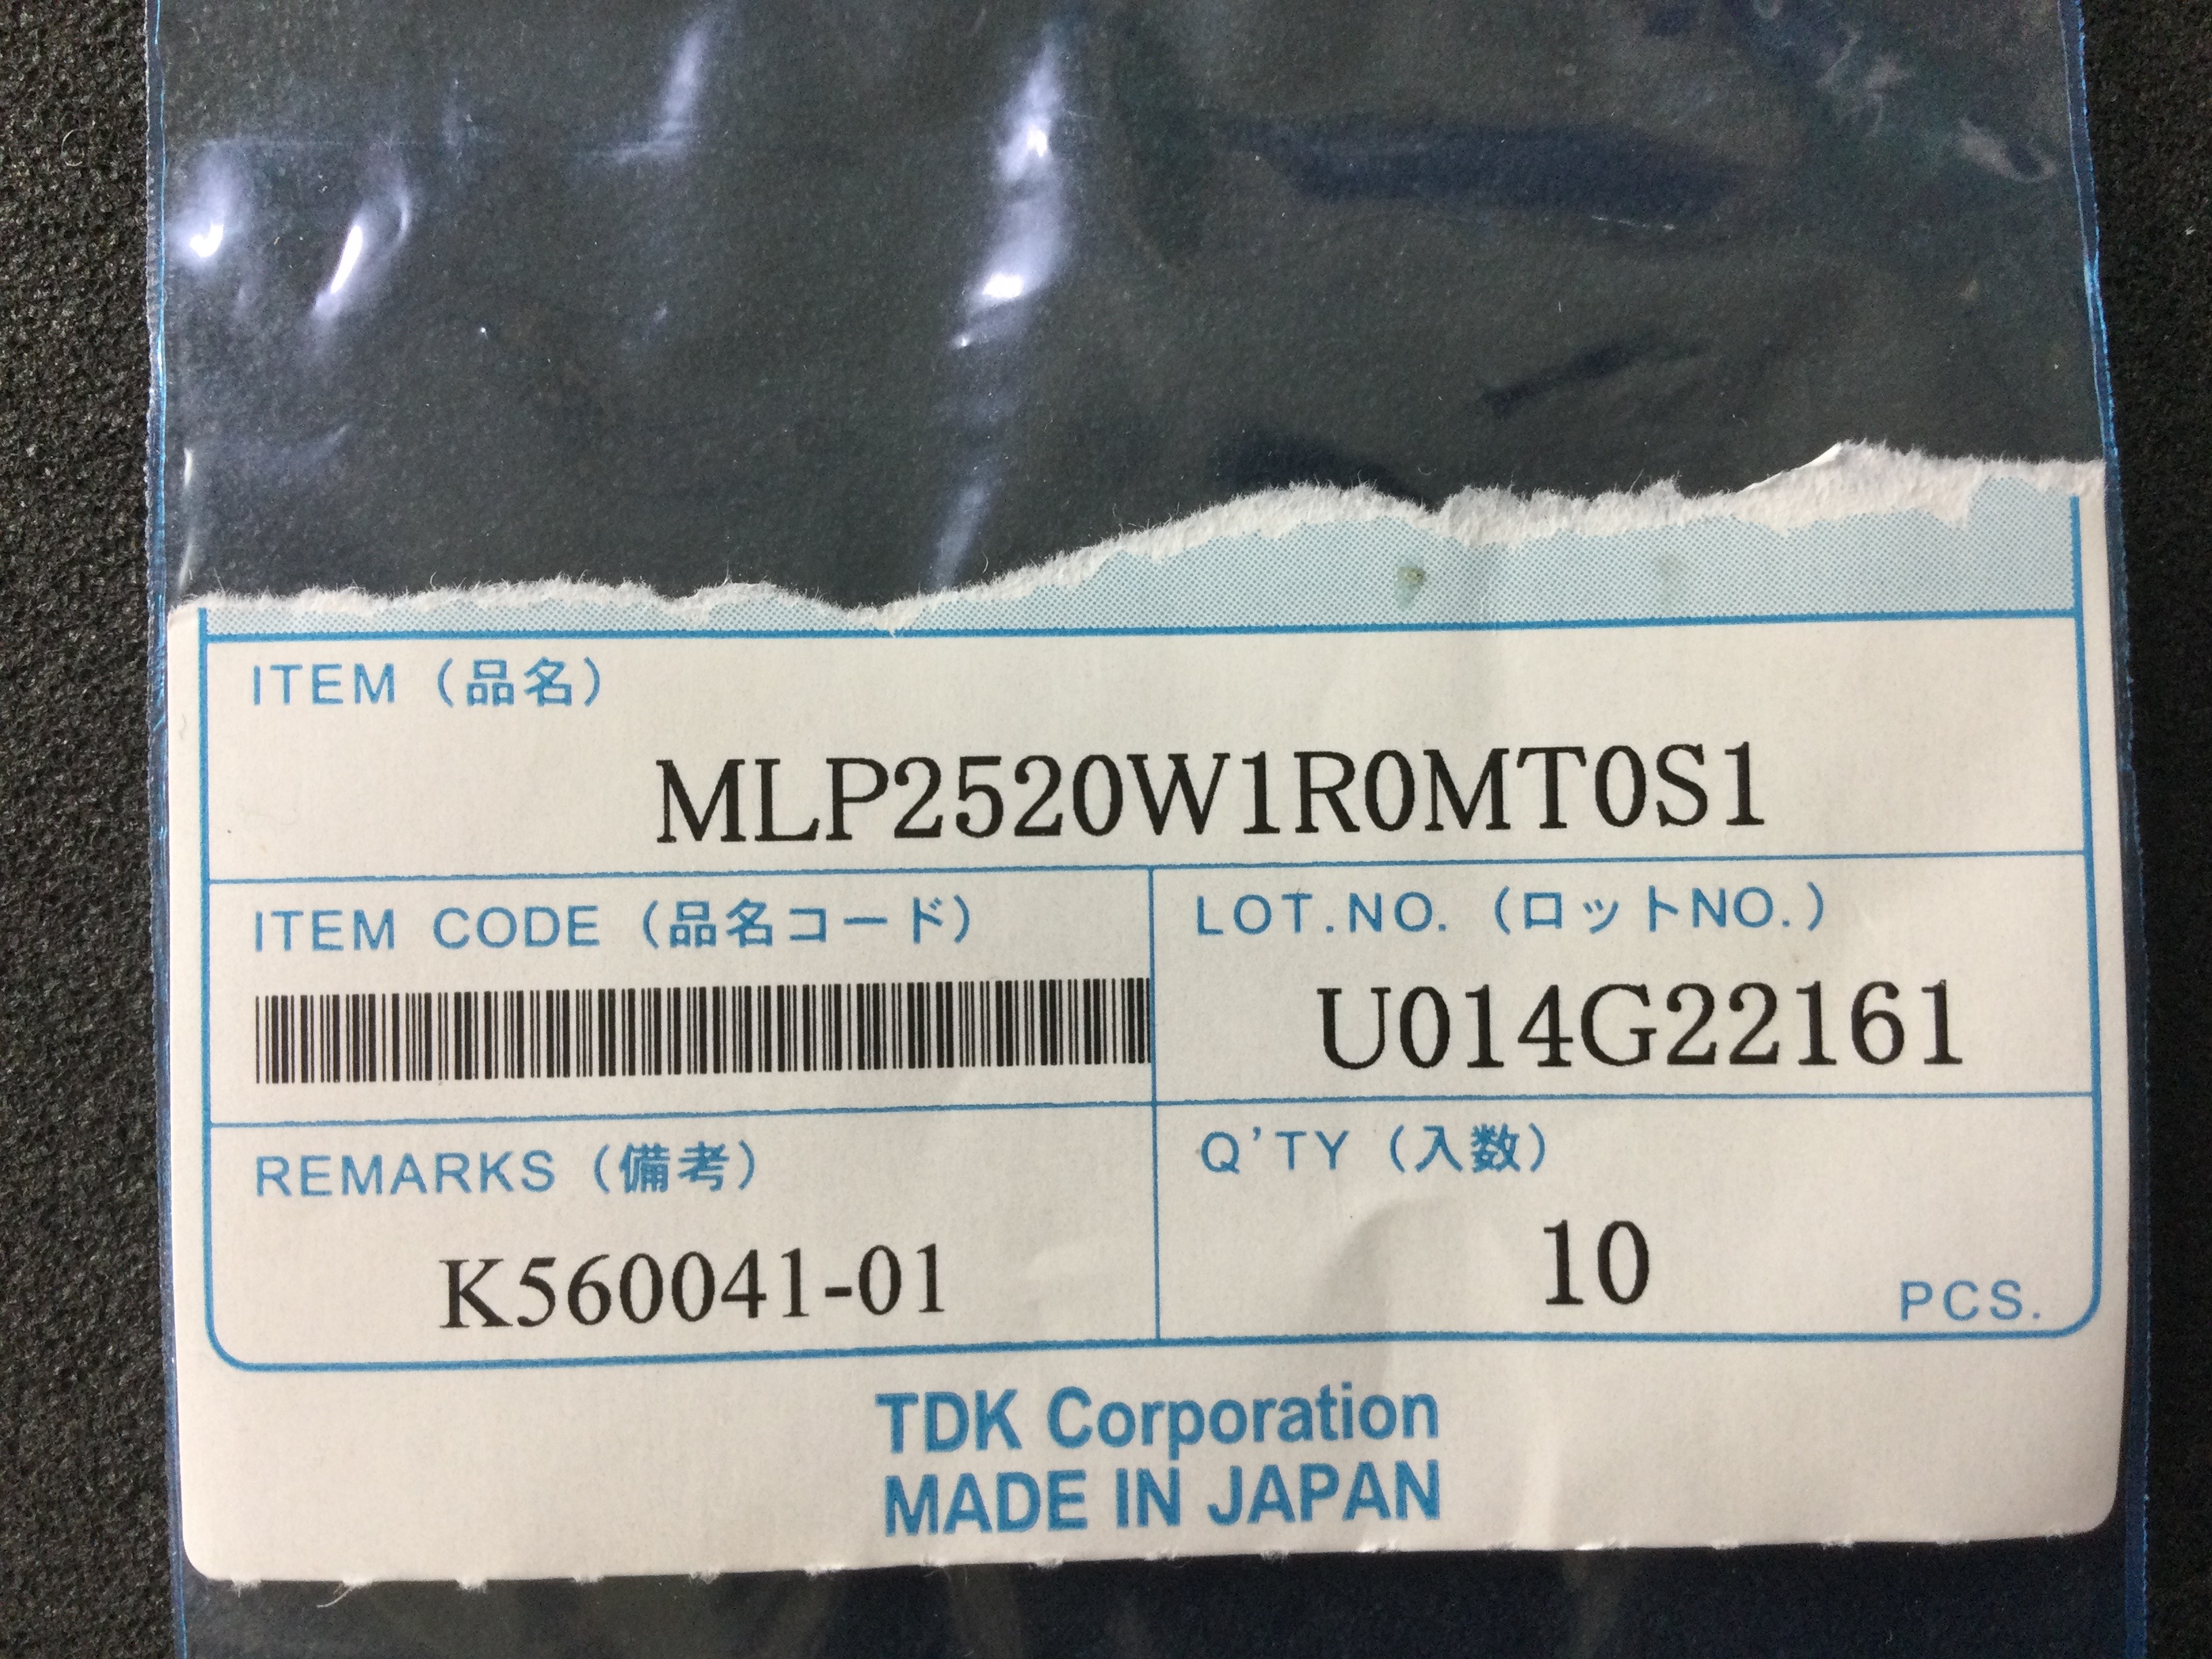 ITEM（品名）
MLP2520W1R0MT0S1
ITEM CODE（品名コード）
LOT.NO.（ロットNO.）
U014G22161
REMARKS（備考）
K560041-01
Q'TY（入数）
10
PCS.
TDK Corporation
MADE IN JAPAN